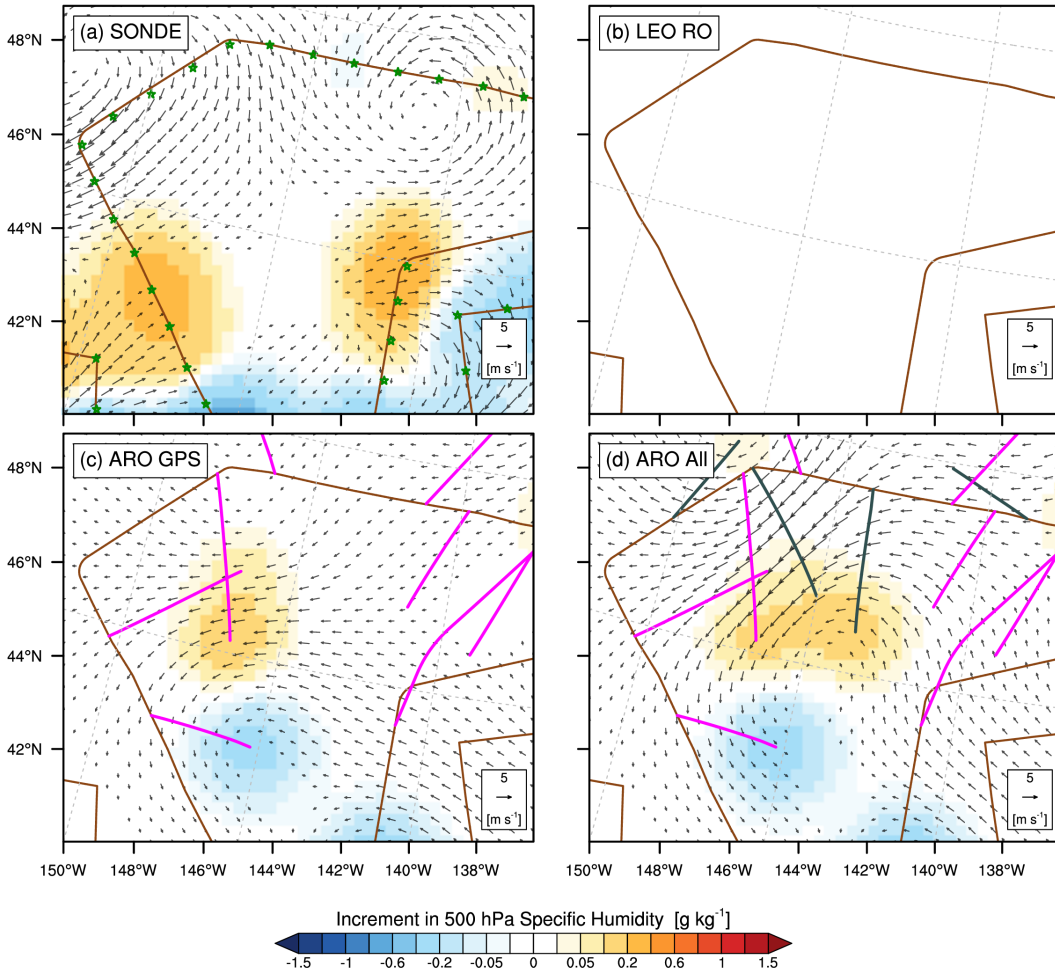 (a) SONDE
(b) LEO RO
48°N
46°N
44°N
42°N
5
[m s⁻¹]
5
[m s⁻¹]
(c) ARO GPS
(d) ARO All
48°N
46°N
44°N
42°N
5
[m s⁻¹]
5
[m s⁻¹]
150°W 148°W 146°W 144°W 142°W 140°W 138°W
150°W 148°W 146°W 144°W 142°W 140°W 138°W
Increment in 500 hPa Specific Humidity [g kg⁻¹]
-1.5 -1 -0.6 -0.2 -0.05 0 0.05 0.2 0.6 1 1.5